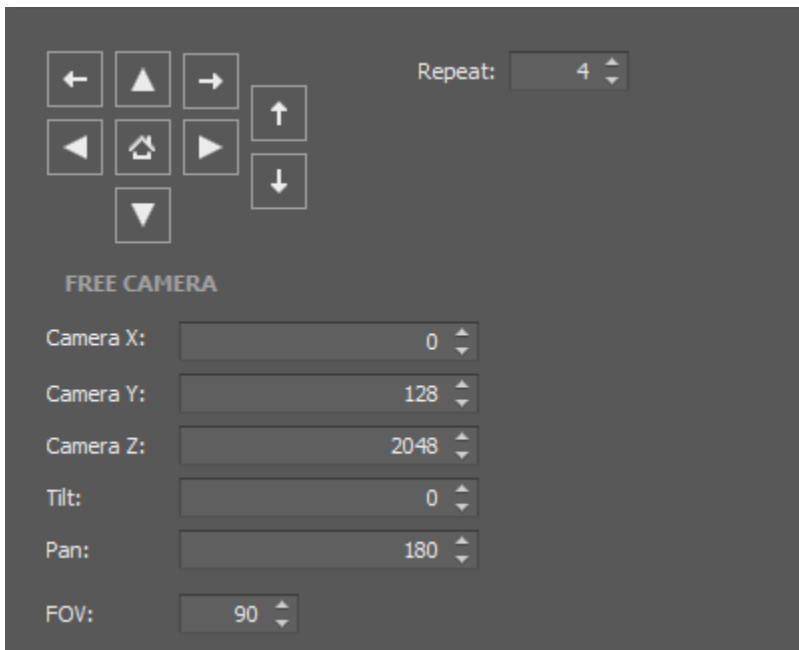 Repeat: 4
FREE CAMERA
Camera X: 0
Camera Y: 128
Camera Z: 2048
Tilt: 0
Pan: 180
FOV: 90